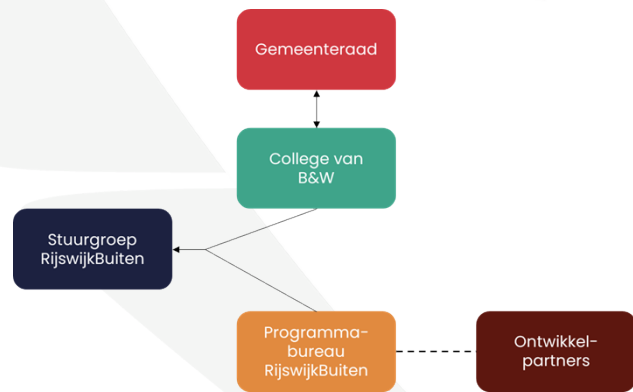 Gemeenteraad
College van
B&W
Stuurgroep
RijswijkBuiten
Programma-
bureau
RijswijkBuiten
Ontwikkel-
partners